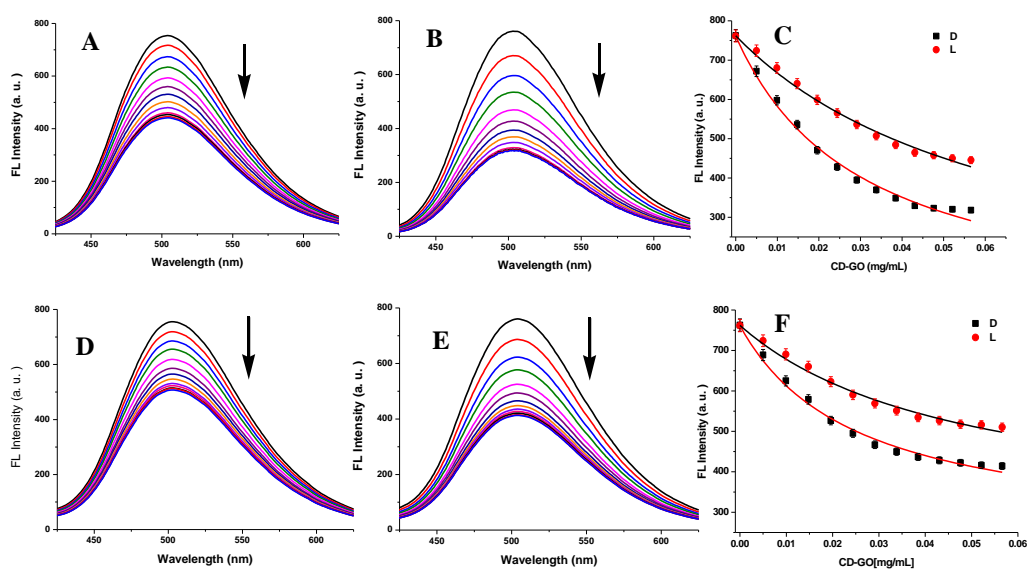 A
B
C
D
L
FL Intensity (a. u. )
800
600
400
200
0
450
500
550
600
Wavelength (nm)
FL Intensity (a. u. )
800
600
400
200
0
450
500
550
600
Wavelength (nm)
FL Intensity (a. u. )
800
700
600
500
400
300
0.00
0.01
0.02
0.03
0.04
0.05
0.06
CD-GO (mg/mL)
D
E
F
D
L
FL Intensity (a. u. )
800
600
400
200
0
450
500
550
600
Wavelength (nm)
FL Intensity (a. u. )
800
600
400
200
0
450
500
550
600
Wavelength (nm)
FL Intensity (a. u. )
800
700
600
500
400
300
0.00
0.01
0.02
0.03
0.04
0.05
0.06
CD-GO[mg/mL]